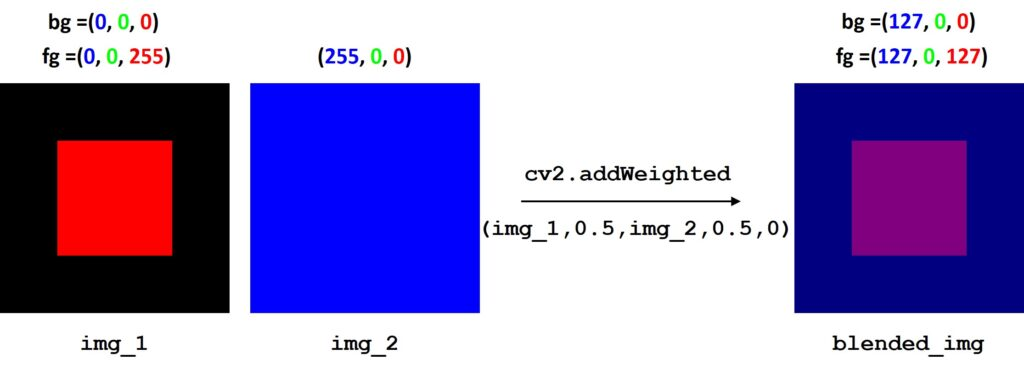 bg =(0, 0, 0)
fg =(0, 0, 255)
(255, 0, 0)
bg =(127, 0, 0)
fg =(127, 0, 127)
cv2.addWeighted
(img_1,0.5,img_2,0.5,0)
img_1
img_2
blended_img